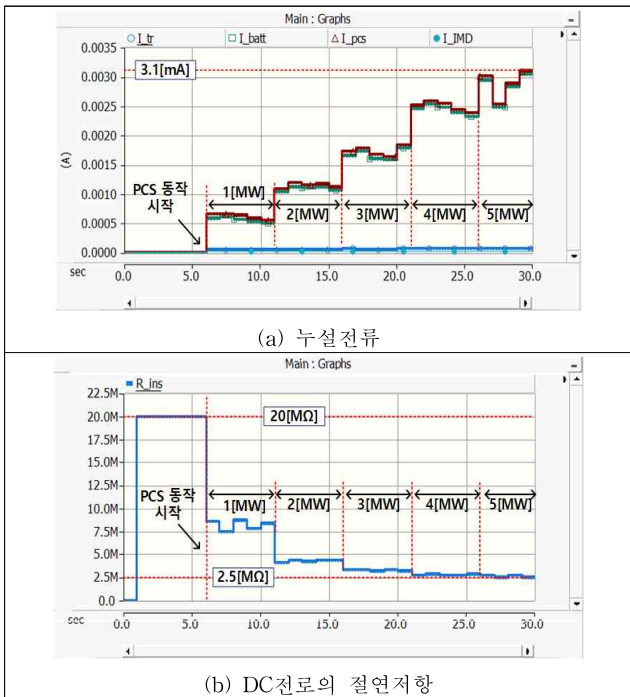 Main : Graphs
I_tr I_batt I_pcs I_IMD
0.0035
0.0030
0.0025
0.0020
0.0015
0.0010
0.0005
0.0000
(A)
3.1[mA]
PCS 동작
시작
1[MW]
2[MW]
3[MW]
4[MW]
5[MW]
sec 0.0 5.0 10.0 15.0 20.0 25.0 30.0
(a) 누설전류
Main : Graphs
R_ins
22.5M
20.0M
17.5M
15.0M
12.5M
10.0M
7.5M
5.0M
2.5M
0.0
20[MΩ]
PCS 동작
시작
1[MW]
2[MW]
3[MW]
4[MW]
5[MW]
2.5[MΩ]
sec 0.0 5.0 10.0 15.0 20.0 25.0 30.0
(b) DC전로의 절연저항